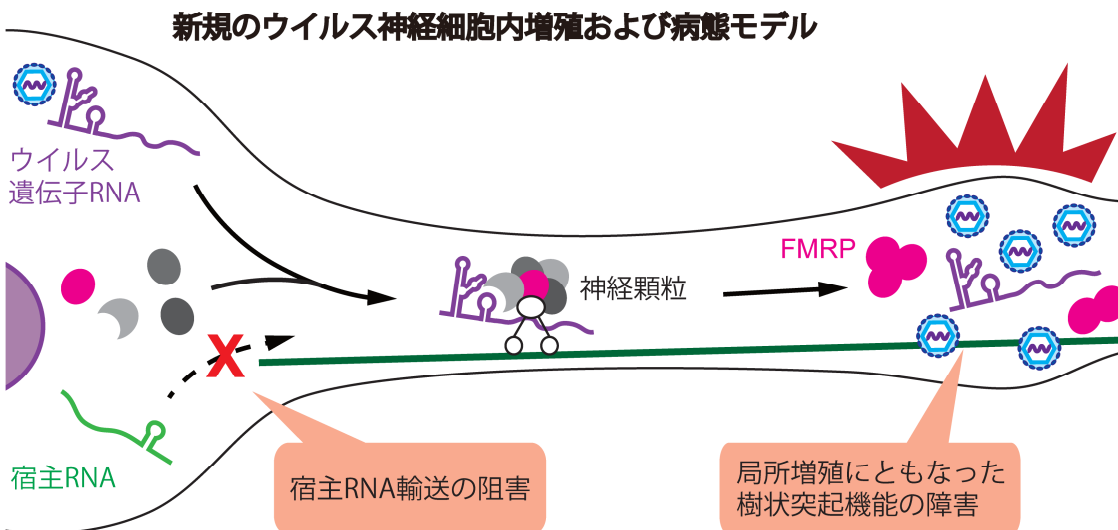 新規のウイルス神経細胞内増殖および病態モデル
ウイルス
遺伝子RNA
FMRP
神経顆粒
X
宿主RNA
宿主RNA輸送の阻害
局所増殖にともなった
樹状突起機能の障害